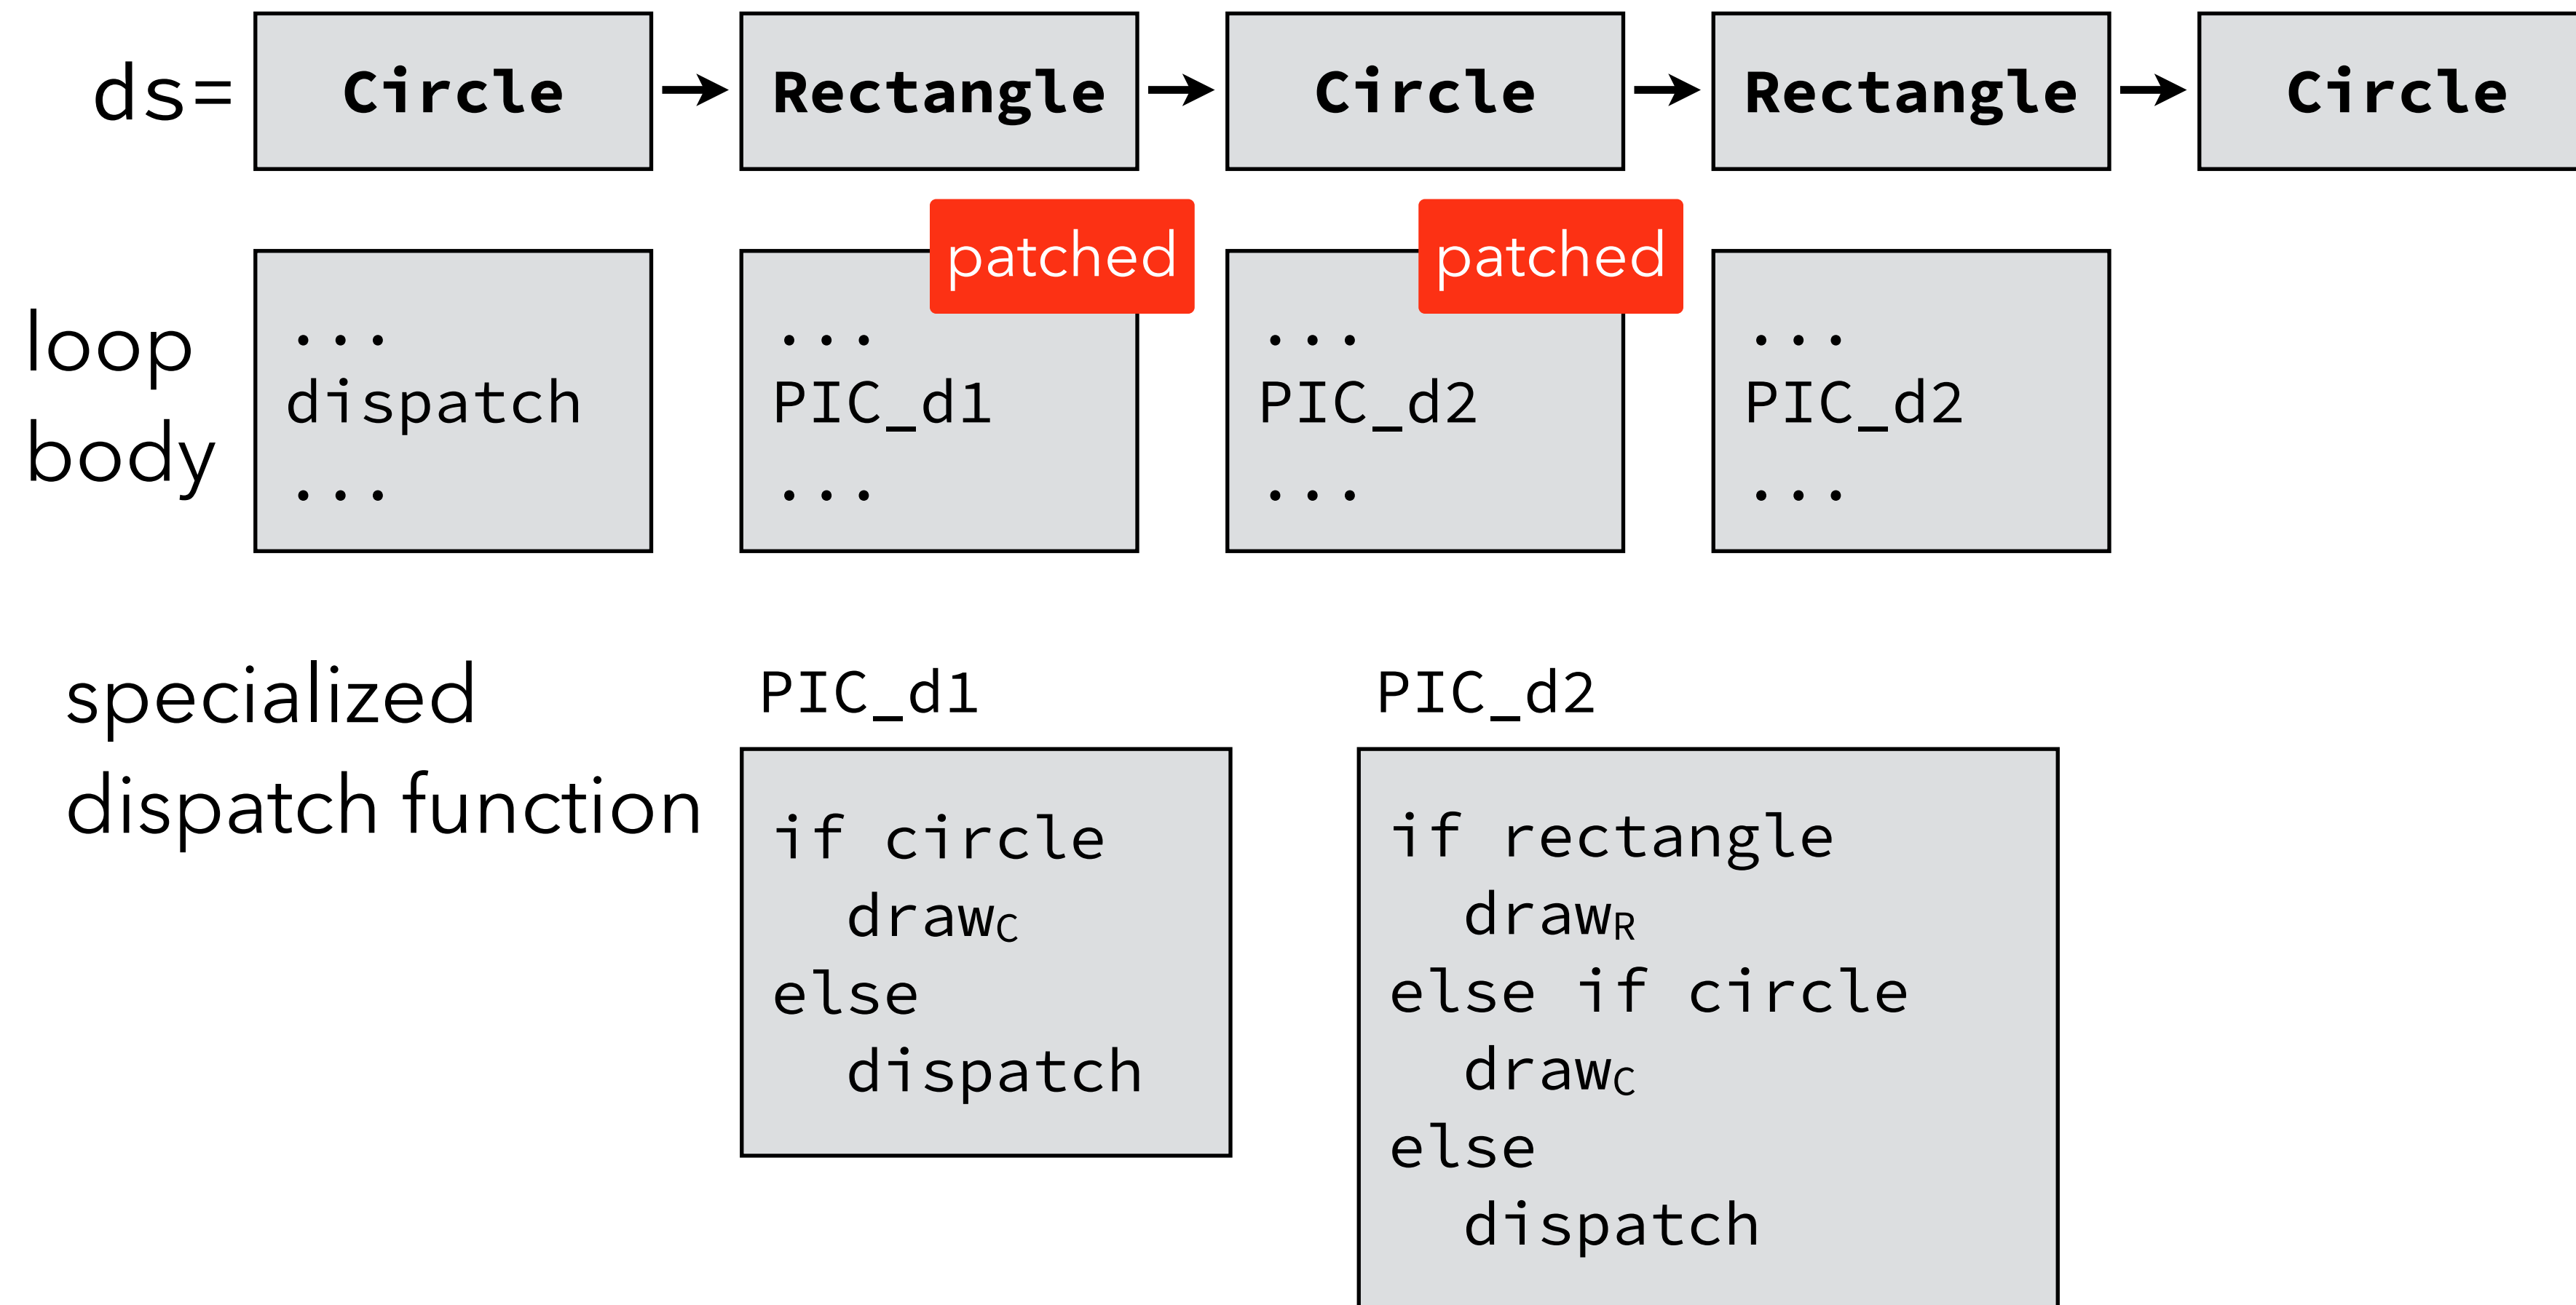 ds= Circle → Rectangle → Circle → Rectangle → Circle
patched patched
loop
body
... ... ... ...
dispatch PIC_d1 PIC_d2 PIC_d2
... ... ... ...
specialized
dispatch function
PIC_d1
if circle
drawC
else
dispatch
PIC_d2
if rectangle
drawR
else if circle
drawC
else
dispatch